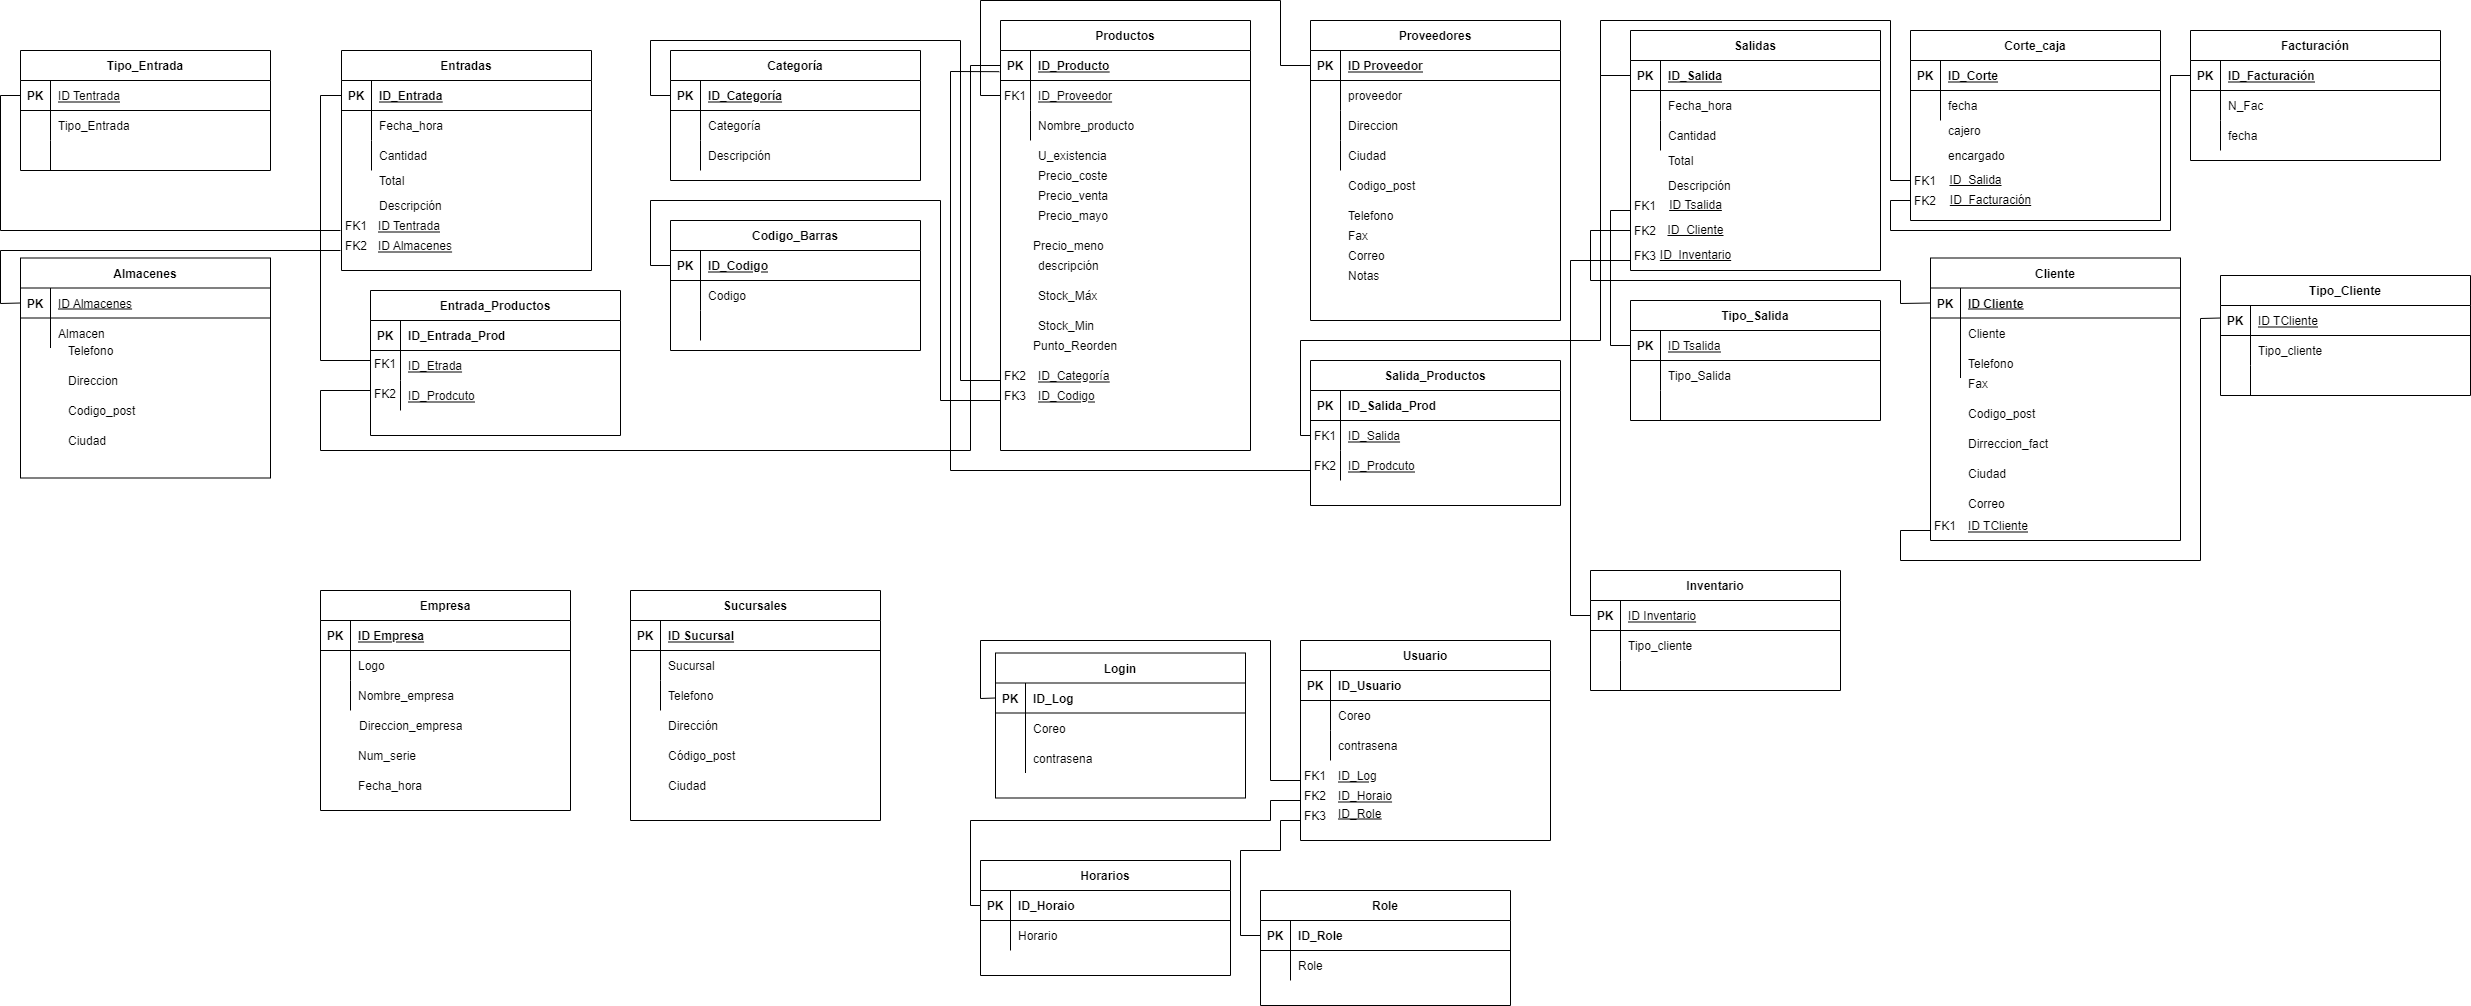 Tipo_Entrada
PK ID Tentrada
Tipo_Entrada
Entradas
PK ID_Entrada
Fecha_hora
Cantidad
Total
Descripción
FK1 ID Tentrada
FK2 ID Almacenes
Almacenes
PK ID Almacenes
Almacen
Telefono
Direccion
Codigo_post
Ciudad
Entrada_Productos
PK ID_Entrada_Prod
FK1 ID_Etrada
FK2 ID_Prodcuto
Categoría
PK ID_Categoría
Categoría
Descripción
Codigo_Barras
PK ID_Codigo
Codigo
Productos
PK ID_Producto
FK1 ID_Proveedor
Nombre_producto
U_existencia
Precio_coste
Precio_venta
Precio_mayo
Precio_meno
descripción
Stock_Máx
Stock_Min
Punto_Reorden
FK2 ID_Categoría
FK3 ID_Codigo
Proveedores
PK ID Proveedor
proveedor
Direccion
Ciudad
Codigo_post
Telefono
Fax
Correo
Notas
Salida_Productos
PK ID_Salida_Prod
FK1 ID_Salida
FK2 ID_Prodcuto
Salidas
PK ID_Salida
Fecha_hora
Cantidad
Total
Descripción
FK1 ID Tsalida
FK2 ID_Cliente
FK3 ID_Inventario
Tipo_Salida
PK ID Tsalida
Tipo_Salida
Corte_caja
PK ID_Corte
fecha
cajero
encargado
FK1 ID_Salida
FK2 ID_Facturación
Facturación
PK ID_Facturación
N_Fac
fecha
Cliente
PK ID Cliente
Cliente
Telefono
Fax
Codigo_post
Dirreccion_fact
Ciudad
Correo
FK1 ID TCliente
Tipo_Cliente
PK ID TCliente
Tipo_cliente
Empresa
PK ID Empresa
Logo
Nombre_empresa
Direccion_empresa
Num_serie
Fecha_hora
Sucursales
PK ID Sucursal
Sucursal
Telefono
Dirección
Código_post
Ciudad
Login
PK ID_Log
Coreo
contrasena
Usuario
PK ID_Usuario
Coreo
contrasena
FK1 ID_Log
FK2 ID_Horaio
FK3 ID_Role
Inventario
PK ID Inventario
Tipo_cliente
Horarios
PK ID_Horaio
Horario
Role
PK ID_Role
Role